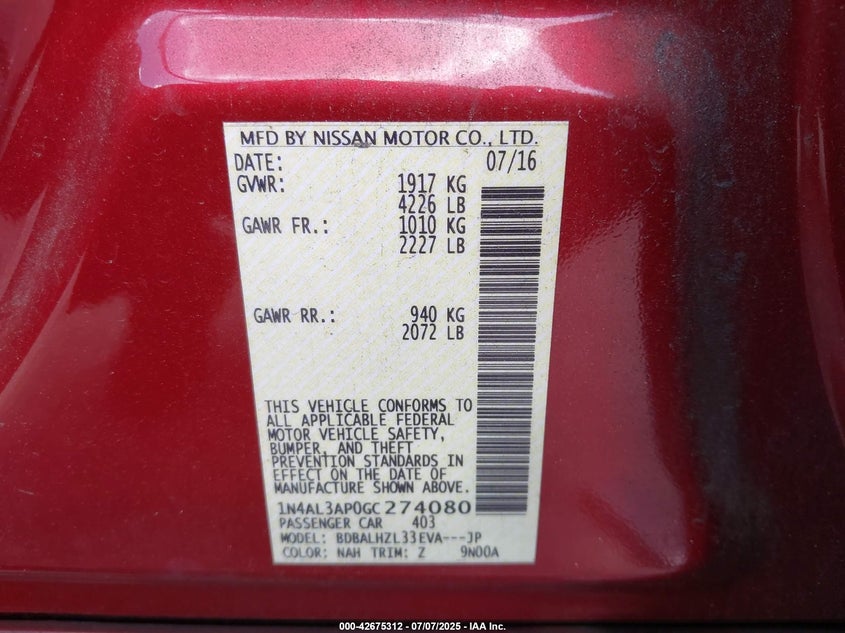 MFD BY NISSAN MOTOR CO., LTD.
DATE: 07/16
GVWR: 1917 KG
4226 LB
GAWR FR.: 1010 KG
2227 LB
GAWR RR.: 940 KG
2072 LB
THIS VEHICLE CONFORMS TO
ALL APPLICABLE FEDERAL
MOTOR VEHICLE SAFETY,
BUMPER, AND THEFT
PREVENTION STANDARDS IN
EFFECT ON THE DATE OF
MANUFACTURE SHOWN ABOVE.
1N4AL3AP0GC274080
PASSENGER CAR 403
MODEL: BDBALHZL33EVA---JP
COLOR: NAH TRIM: Z 9N00A
000-42675312 - 07/07/2025 - IAA Inc.